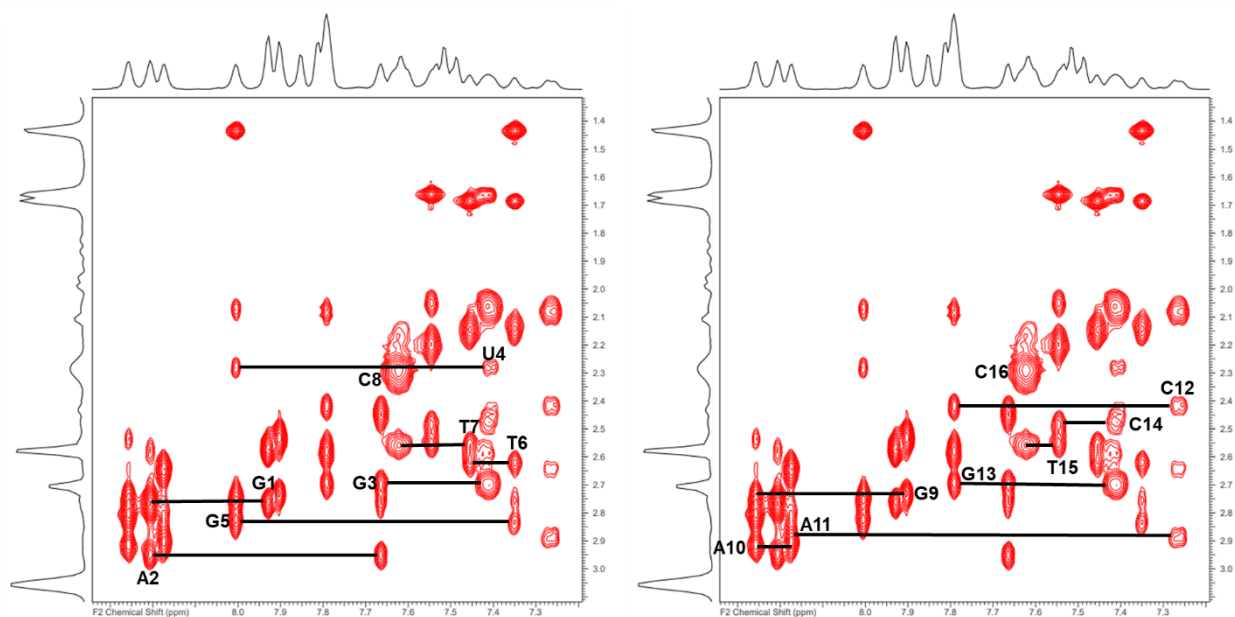 1.4
1.5
1.6
1.7
1.8
1.9
2.0
2.1
2.2
2.3
2.4
2.5
2.6
2.7
2.8
2.9
3.0
U4
C8
T7
T6
G1
G3
G5
A2
F2 Chemical Shift (ppm)
8.0
7.9
7.8
7.7
7.6
7.5
7.4
7.3
1.4
1.5
1.6
1.7
1.8
1.9
2.0
2.1
2.2
2.3
2.4
2.5
2.6
2.7
2.8
2.9
3.0
C16
C12
C14
T15
G13
G9
A11
A10
F2 Chemical Shift (ppm)
8.0
7.9
7.8
7.7
7.6
7.5
7.4
7.3